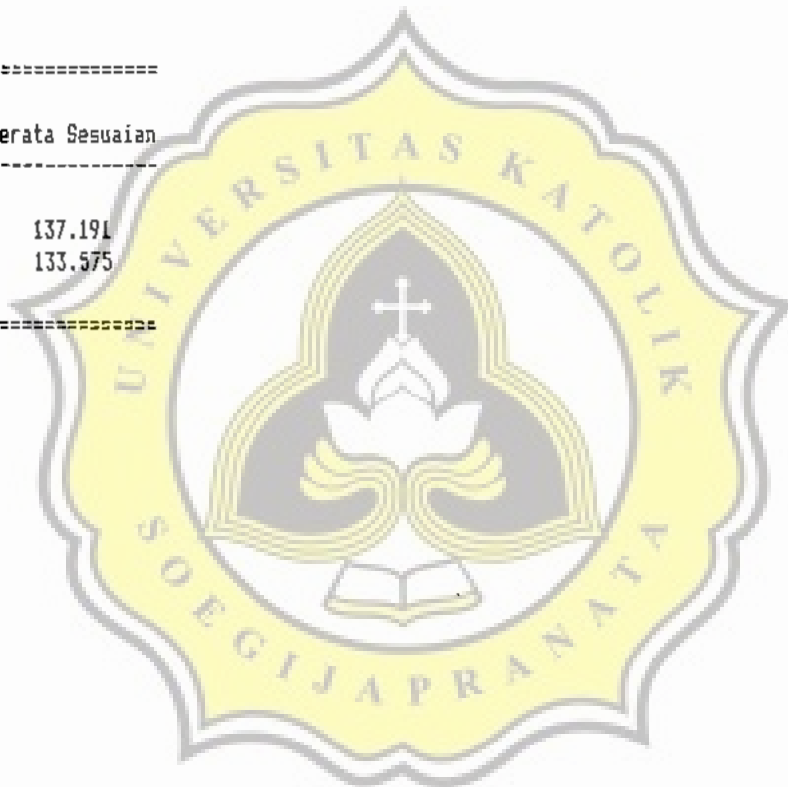 ===============
erata Sesuaian
---------------
137.191
133.575
===============
UNIVERSITAS KATOLIK
SOEGIJAPRANATA